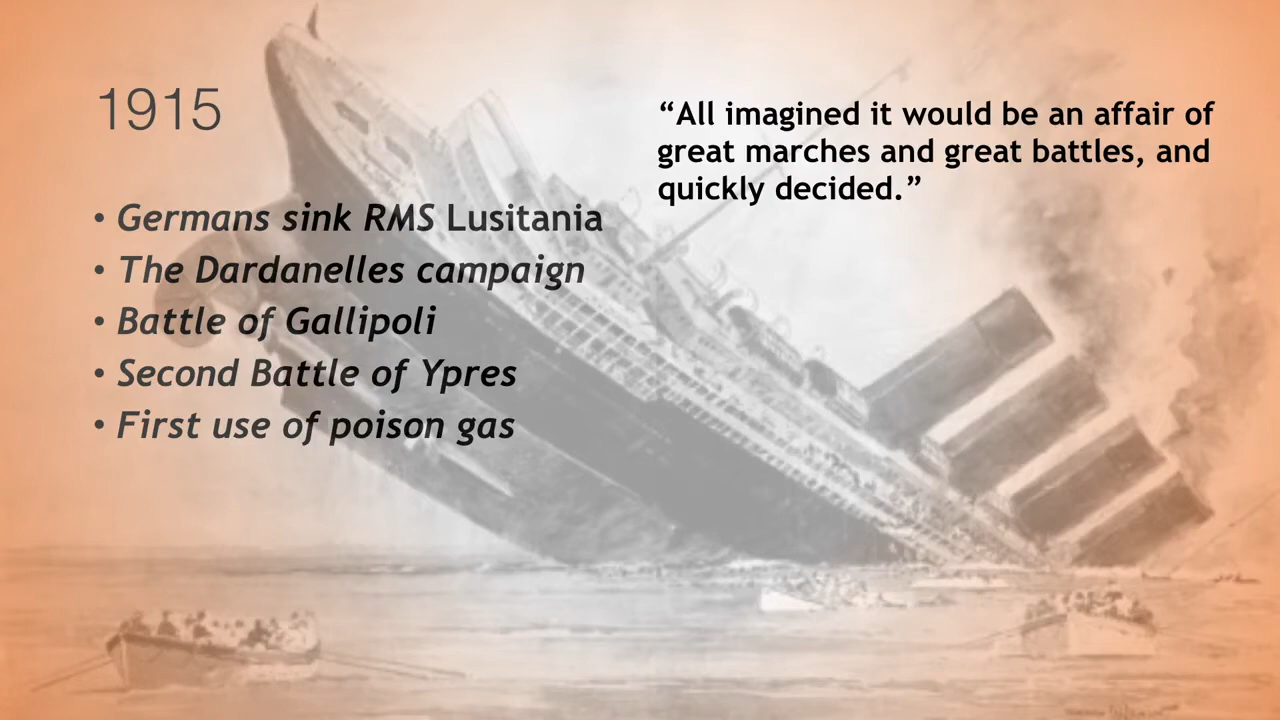 1915
• Germans sink RMS Lusitania
• The Dardanelles campaign
• Battle of Gallipoli
• Second Battle of Ypres
• First use of poison gas
“All imagined it would be an affair of
great marches and great battles, and
quickly decided.”